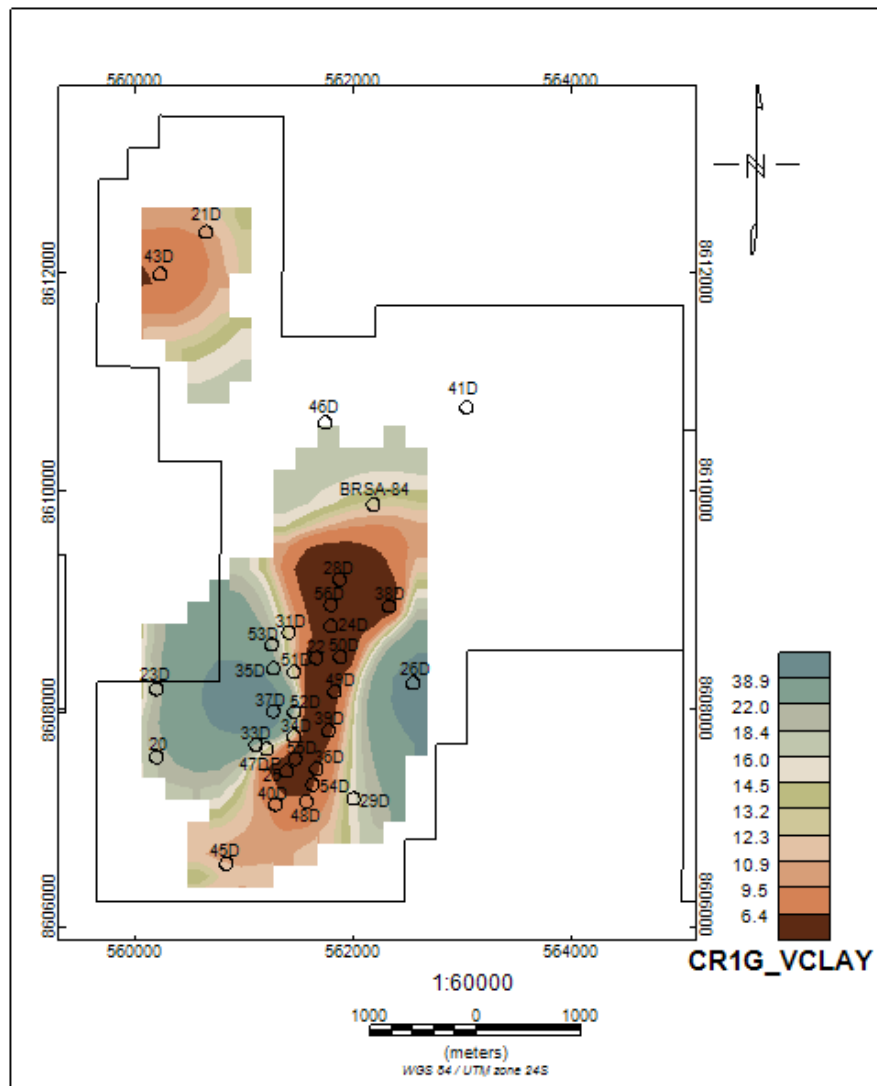 560000 562000 564000
21D
43D
8612000 8612000
41D
46D
BRSA-84
8610000 8610000
28D
56D 38D
24D
31D
53D
22 50D
35D 51D
26D
23D
49D
8608000 8608000
37D 52D
39D
34D
33D
20
55D
47DP
36D
25
54D
40D
48D
29D
45D
8606000 8606000
560000 562000 564000
N
38.9
22.0
18.4
16.0
14.5
13.2
12.3
10.9
9.5
6.4
CR1G_VCLAY
1:60000
1000 0 1000
(meters)
WGS 84 / UTM zone 24S